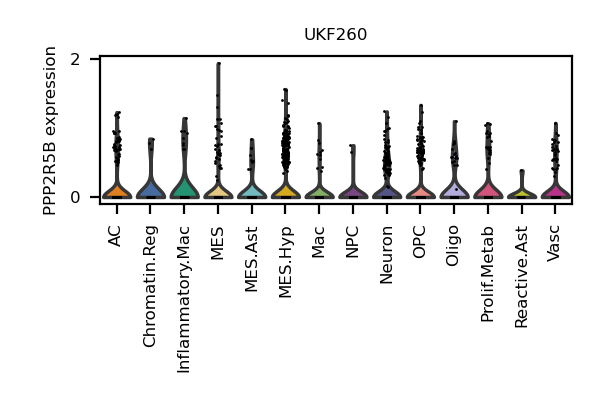 UKF260
PPP2R5B expression
2
0
AC
Chromatin.Reg
Inflammatory.Mac
MES
MES.Ast
MES.Hyp
Mac
NPC
Neuron
OPC
Oligo
Prolif.Metab
Reactive.Ast
Vasc